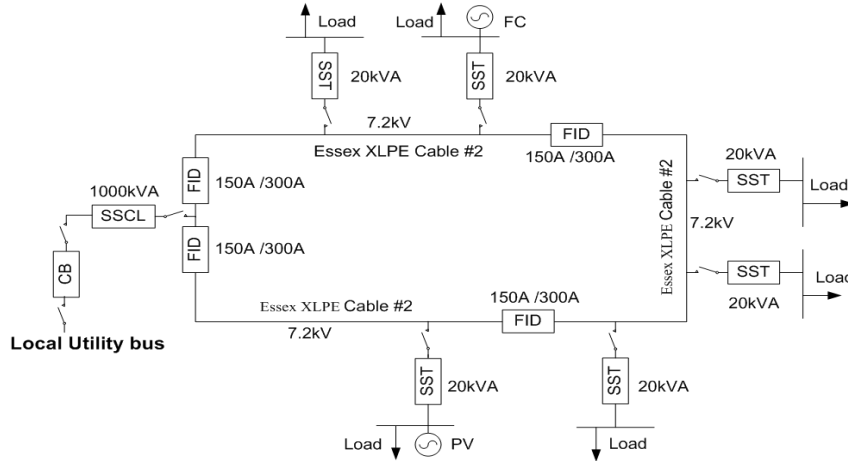 Load
Load
FC
SST
20kVA
SST
20kVA
7.2kV
Essex XLPE Cable #2
FID
150A /300A
FID
150A /300A
1000kVA
SSCL
FID
150A /300A
CB
Local Utility bus
20kVA
SST
Load
Essex XLPE Cable #2
7.2kV
SST
20kVA
Load
Essex XLPE Cable #2
7.2kV
150A /300A
FID
SST
20kVA
SST
20kVA
Load
PV
Load